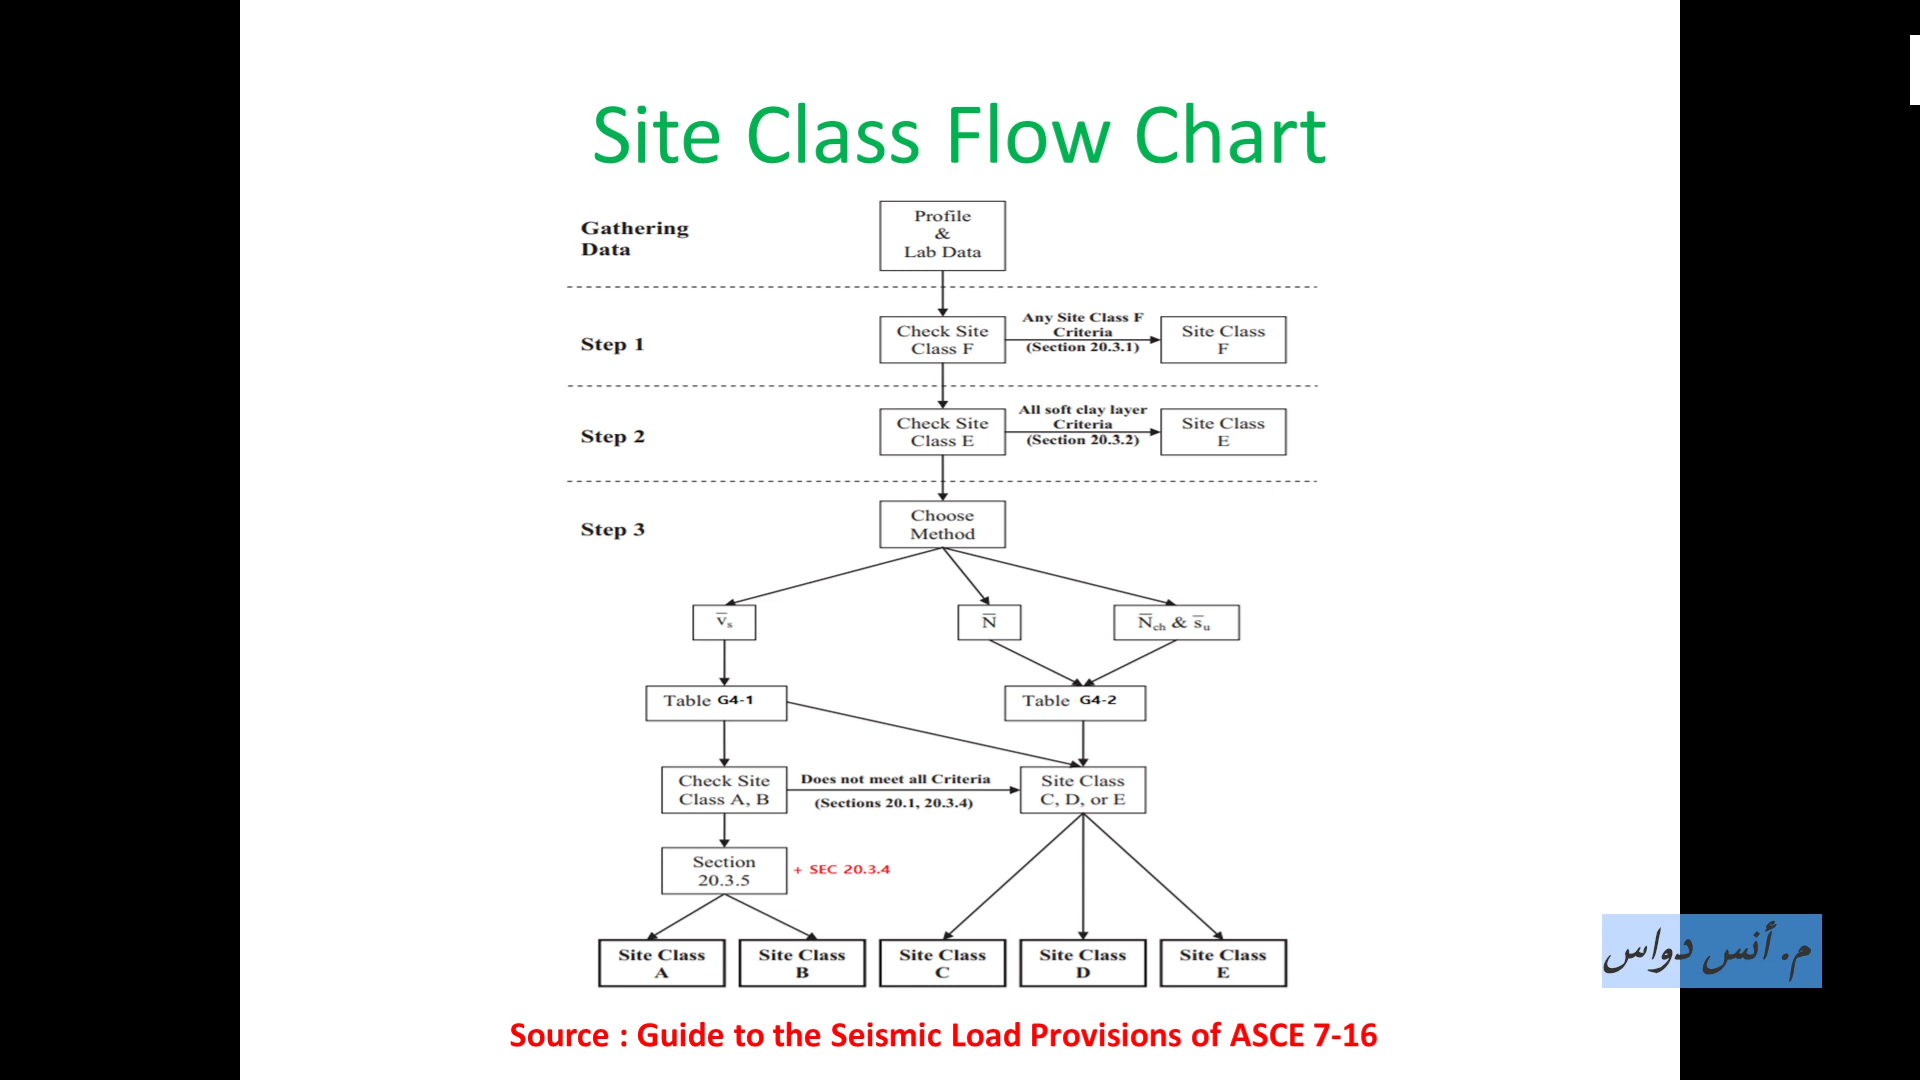 Site Class Flow Chart
Gathering
Data
Profile
&
Lab Data
Step 1
Check Site
Class F
Any Site Class F
Criteria
(Section 20.3.1)
Site Class
F
Step 2
Check Site
Class E
All soft clay layer
Criteria
(Section 20.3.2)
Site Class
E
Step 3
Choose
Method
v̅s
N̅
N̅ch & s̅u
Table G4-1
Table G4-2
Check Site
Class A, B
Does not meet all Criteria
(Sections 20.1, 20.3.4)
Site Class
C, D, or E
Section
20.3.5
+ SEC 20.3.4
Site Class
A
Site Class
B
Site Class
C
Site Class
D
Site Class
E
م. أنس دواس
Source : Guide to the Seismic Load Provisions of ASCE 7-16